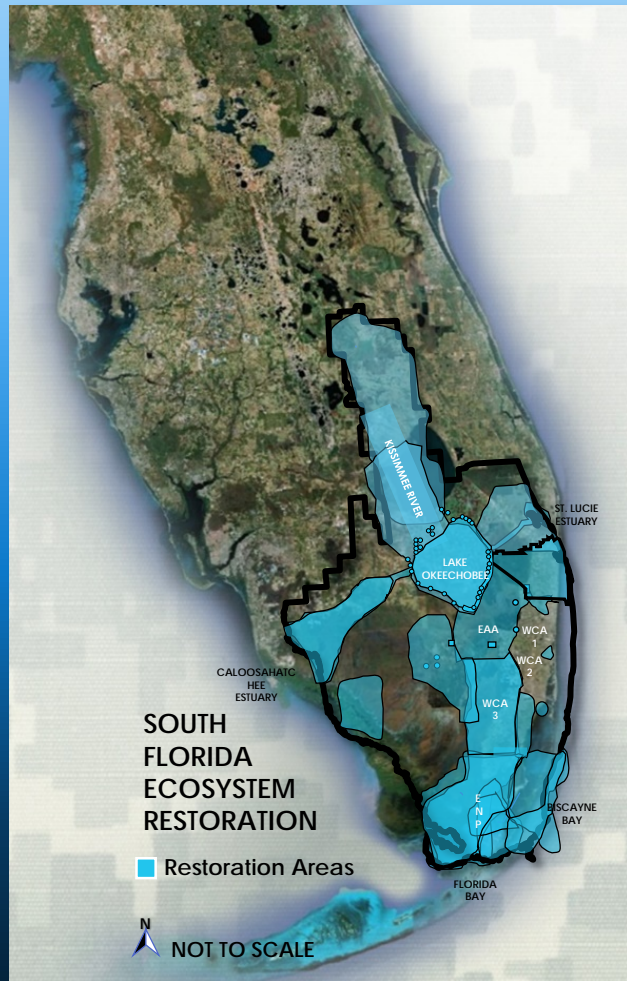 KISSIMMEE RIVER
ST. LUCIE
ESTUARY
LAKE
OKEECHOBEE
EAA
WCA
1
WCA
2
CALOOSAHATC
HEE
ESTUARY
WCA
3
SOUTH
FLORIDA
ECOSYSTEM
RESTORATION
E
N
P
BISCAYNE
BAY
Restoration Areas
FLORIDA
BAY
N
NOT TO SCALE